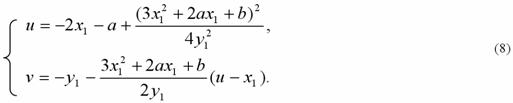 u = -2x₁ - a + (3x₁² + 2ax₁ + b)² / 4y₁²,
v = -y₁ - (3x₁² + 2ax₁ + b) / 2y₁ (u - x₁).
(8)